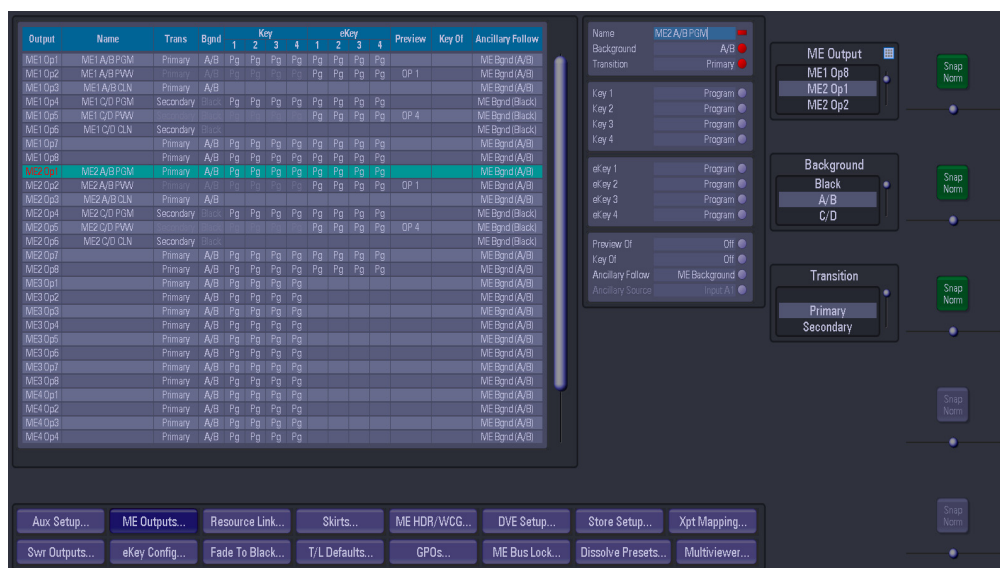 Output Name Trans Bgnd Key eKey Preview Key Of Ancillary Follow
1 2 3 4 1 2 3 4
ME1 Op1 ME1 A/B PGM Primary A/B Pg Pg Pg Pg Pg Pg Pg Pg ME Bgnd (A/B)
ME1 Op2 ME1 A/B PVW Primary A/B Pg Pg Pg Pg Pg Pg Pg Pg OP 1 ME Bgnd (A/B)
ME1 Op3 ME1 A/B CLN Primary A/B ME Bgnd (A/B)
ME1 Op4 ME1 C/D PGM Secondary Black Pg Pg Pg Pg Pg Pg Pg Pg ME Bgnd (Black)
ME1 Op5 ME1 C/D PVW Secondary Black Pg Pg Pg Pg OP 4 ME Bgnd (Black)
ME1 Op6 ME1 C/D CLN Secondary Black ME Bgnd (Black)
ME1 Op7 Primary A/B Pg Pg Pg Pg Pg Pg Pg Pg ME Bgnd (A/B)
ME1 Op8 Primary A/B Pg Pg Pg Pg Pg Pg Pg Pg ME Bgnd (A/B)
ME2 Op1 ME2 A/B PGM Primary A/B Pg Pg Pg Pg Pg Pg Pg Pg ME Bgnd (A/B)
ME2 Op2 ME2 A/B PVW Primary A/B Pg Pg Pg Pg Pg Pg Pg Pg OP 1 ME Bgnd (A/B)
ME2 Op3 ME2 A/B CLN Primary A/B ME Bgnd (A/B)
ME2 Op4 ME2 C/D PGM Secondary Black Pg Pg Pg Pg Pg Pg Pg Pg ME Bgnd (Black)
ME2 Op5 ME2 C/D PVW Secondary Black Pg Pg Pg Pg OP 4 ME Bgnd (Black)
ME2 Op6 ME2 C/D CLN Secondary Black ME Bgnd (Black)
ME2 Op7 Primary A/B Pg Pg Pg Pg Pg Pg Pg Pg ME Bgnd (A/B)
ME2 Op8 Primary A/B Pg Pg Pg Pg Pg Pg Pg Pg ME Bgnd (A/B)
ME3 Op1 Primary A/B Pg Pg Pg Pg ME Bgnd (A/B)
ME3 Op2 Primary A/B Pg Pg Pg Pg ME Bgnd (A/B)
ME3 Op3 Primary A/B Pg Pg Pg Pg ME Bgnd (A/B)
ME3 Op4 Primary A/B Pg Pg Pg Pg ME Bgnd (A/B)
ME3 Op5 Primary A/B Pg Pg Pg Pg ME Bgnd (A/B)
ME3 Op6 Primary A/B Pg Pg Pg Pg ME Bgnd (A/B)
ME3 Op7 Primary A/B Pg Pg Pg Pg ME Bgnd (A/B)
ME3 Op8 Primary A/B Pg Pg Pg Pg ME Bgnd (A/B)
ME4 Op1 Primary A/B Pg Pg Pg Pg ME Bgnd (A/B)
ME4 Op2 Primary A/B Pg Pg Pg Pg ME Bgnd (A/B)
ME4 Op3 Primary A/B Pg Pg Pg Pg ME Bgnd (A/B)
ME4 Op4 Primary A/B Pg Pg Pg Pg ME Bgnd (A/B)
Name ME2 A/B PGM
Background A/B
Transition Primary
Key 1 Program
Key 2 Program
Key 3 Program
Key 4 Program
eKey 1 Program
eKey 2 Program
eKey 3 Program
eKey 4 Program
Preview Of Off
Key Of Off
Ancillary Follow ME Background
Ancillary Source Input A1
ME Output
ME1 Op8
ME2 Op1
ME2 Op2
Background
Black
A/B
C/D
Transition
Primary
Secondary
Snap
Norm
Snap
Norm
Snap
Norm
Snap
Norm
Snap
Norm
Aux Setup... ME Outputs... Resource Link... Skirts... ME HDR/WCG... DVE Setup... Store Setup... Xpt Mapping...
Swr Outputs... eKey Config... Fade To Black... T/L Defaults... GPOs... ME Bus Lock... Dissolve Presets... Multiviewer...